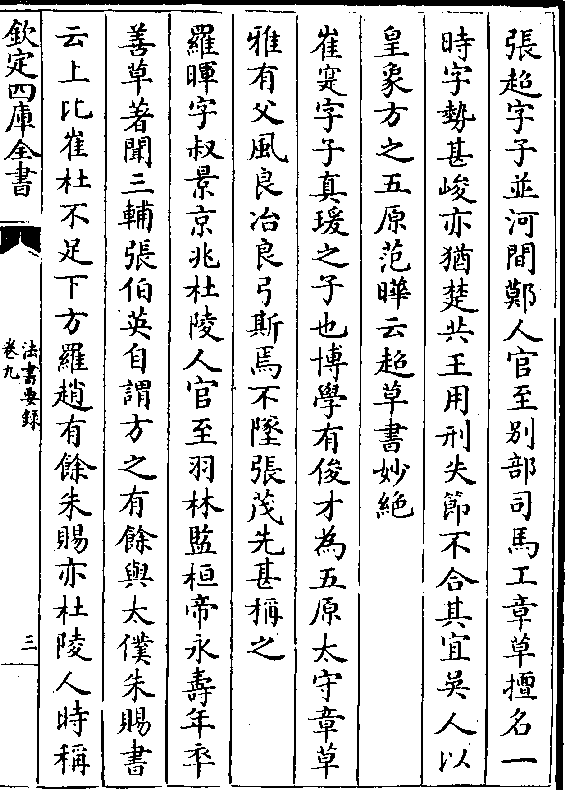 張超字子並河間鄭人官至别部司馬工章草擅名一
時字勢甚峻亦猶楚共王用刑失節不合其宜吳人以
皇象方之五原范曄云超草書妙絶
崔寔字子真瑗之子也博學有俊才為五原太守章草
雅有父風良冶良弓斯焉不墜張茂先甚稱之
羅暉字叔景京兆杜陵人官至羽林監桓帝永壽年卒
善草著聞三輔張伯英自謂方之有餘與太僕朱賜書
云上比崔杜不足下方羅趙有餘朱賜亦杜陵人時稱
欽定四庫全書
法書要録
卷九
三